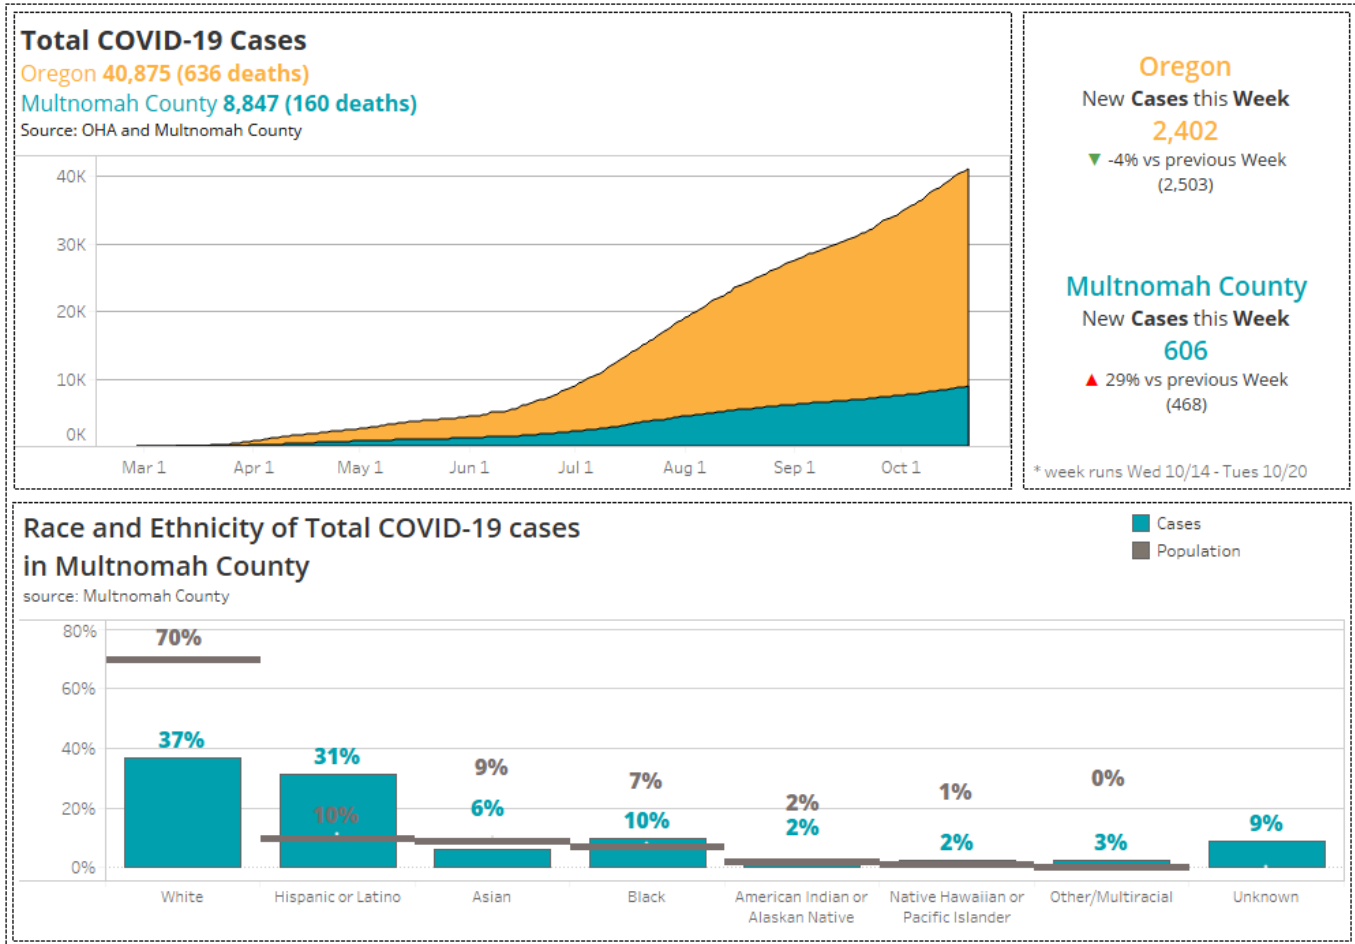 Total COVID-19 Cases
Oregon 40,875 (636 deaths)
Multnomah County 8,847 (160 deaths)
Source: OHA and Multnomah County
40K
30K
20K
10K
0K
Mar 1 Apr 1 May 1 Jun 1 Jul 1 Aug 1 Sep 1 Oct 1
Oregon
New Cases this Week
2,402
▼ -4% vs previous Week
(2,503)
Multnomah County
New Cases this Week
606
▲ 29% vs previous Week
(468)
* week runs Wed 10/14 - Tues 10/20
Race and Ethnicity of Total COVID-19 cases
in Multnomah County
source: Multnomah County
Cases
Population
80%
60%
40%
20%
0%
70%
37%
31%
10%
9%
6%
7%
10%
2%
2%
1%
2%
0%
3%
9%
White
Hispanic or Latino
Asian
Black
American Indian or
Alaskan Native
Native Hawaiian or
Pacific Islander
Other/Multiracial
Unknown